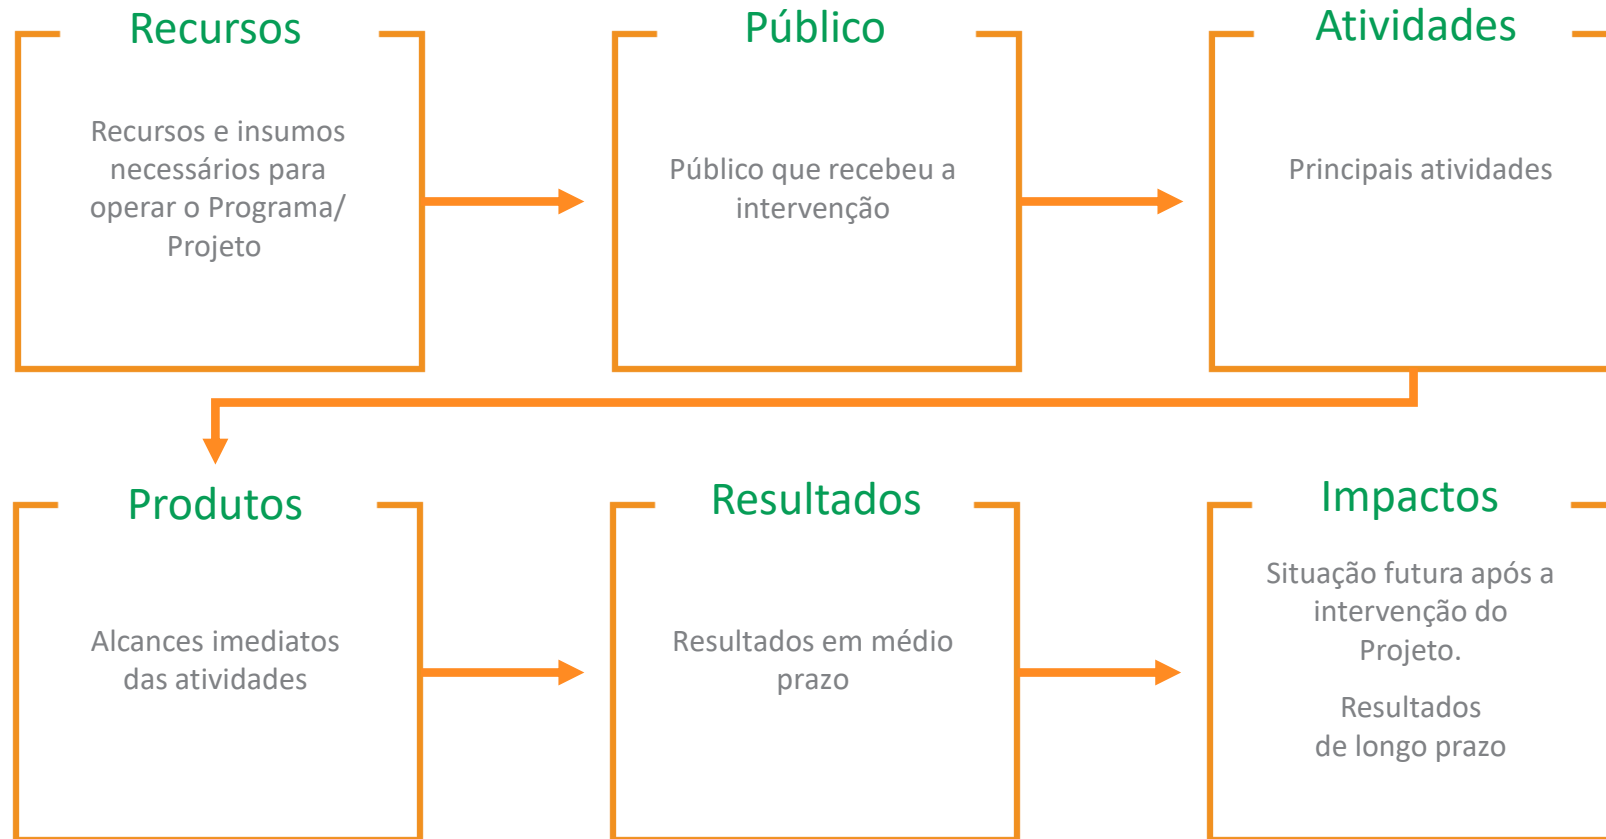 Recursos
Recursos e insumos
necessários para
operar o Programa/
Projeto
Público
Público que recebeu a
intervenção
Atividades
Principais atividades
Produtos
Alcances imediatos
das atividades
Resultados
Resultados em médio
prazo
Impactos
Situação futura após a
intervenção do
Projeto.
Resultados
de longo prazo